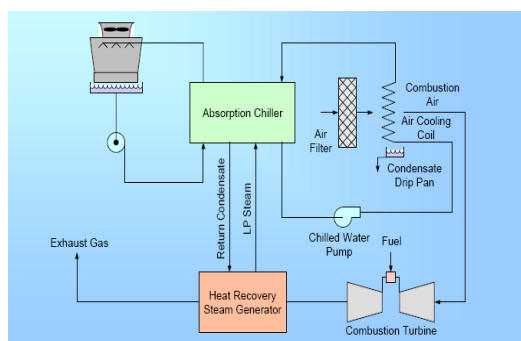 Absorption Chiller
Combustion
Air
Air Cooling
Coil
Air
Filter
Condensate
Drip Pan
Return Condensate
LP Steam
Chilled Water
Pump
Exhaust Gas
Fuel
Heat Recovery
Steam Generator
Combustion Turbine